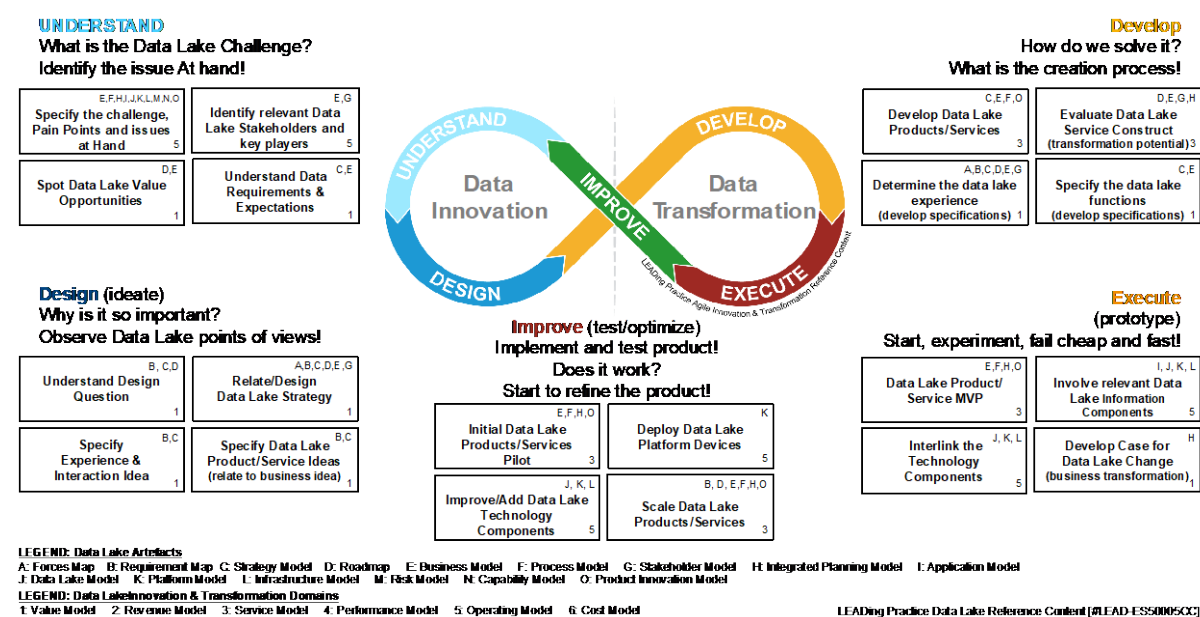 UNDERSTAND
What is the Data Lake Challenge?
Identify the issue At hand!
E,F,H,I,J,K,L,M,N,O
Specify the challenge,
Pain Points and issues
at Hand
5
E,G
Identify relevant Data
Lake Stakeholders and
key players
5
D,E
Spot Data Lake Value
Opportunities
1
C,E
Understand Data
Requirements &
Expectations
1
Design (ideate)
Why is it so important?
Observe Data Lake points of views!
B, C,D
Understand Design
Question
1
A,B,C,D,E,G
Relate/Design
Data Lake Strategy
1
B,C
Specify
Experience &
Interaction Idea
1
B,C
Specify Data Lake
Product/Service Ideas
(relate to business idea)
1
UNDERSTAND
DESIGN
IMPROVE
DEVELOP
EXECUTE
Data
Innovation
Data
Transformation
LEADing Practice Agile Innovation & Transformation Reference Content
Improve (test/optimize)
Implement and test product!
Does it work?
Start to refine the product!
E,F,H,O
Initial Data Lake
Products/Services
Pilot
3
K
Deploy Data Lake
Platform Devices
5
J, K, L
Improve/Add Data Lake
Technology
Components
5
B, D, E,F,H,O
Scale Data Lake
Products/Services
3
Develop
How do we solve it?
What is the creation process!
C,E,F,O
Develop Data Lake
Products/Services
3
D,E,G,H
Evaluate Data Lake
Service Construct
(transformation potential)
3
A,B,C,D,E,G
Determine the data lake
experience
(develop specifications)
1
C,E
Specify the data lake
functions
(develop specifications)
1
Execute
(prototype)
Start, experiment, fail cheap and fast!
E,F,H,O
Data Lake Product/
Service MVP
3
I, J, K, L
Involve relevant Data
Lake Information
Components
5
J, K, L
Interlink the
Technology
Components
5
H
Develop Case for
Data Lake Change
(business transformation)
1
LEGEND: Data Lake Artefacts
A: Forces Map B: Requirement Map C: Strategy Model D: Roadmap E: Business Model F: Process Model G: Stakeholder Model H: Integrated Planning Model I: Application Model
J: Data Lake Model K: Platform Model L: Infrastructure Model M: Risk Model N: Capability Model O: Product Innovation Model
LEGEND: Data LakeInnovation & Transformation Domains
1: Value Model 2: Revenue Model 3: Service Model 4: Performance Model 5: Operating Model 6: Cost Model
LEADing Practice Data Lake Reference Content [#LEAD-ES50005CC]